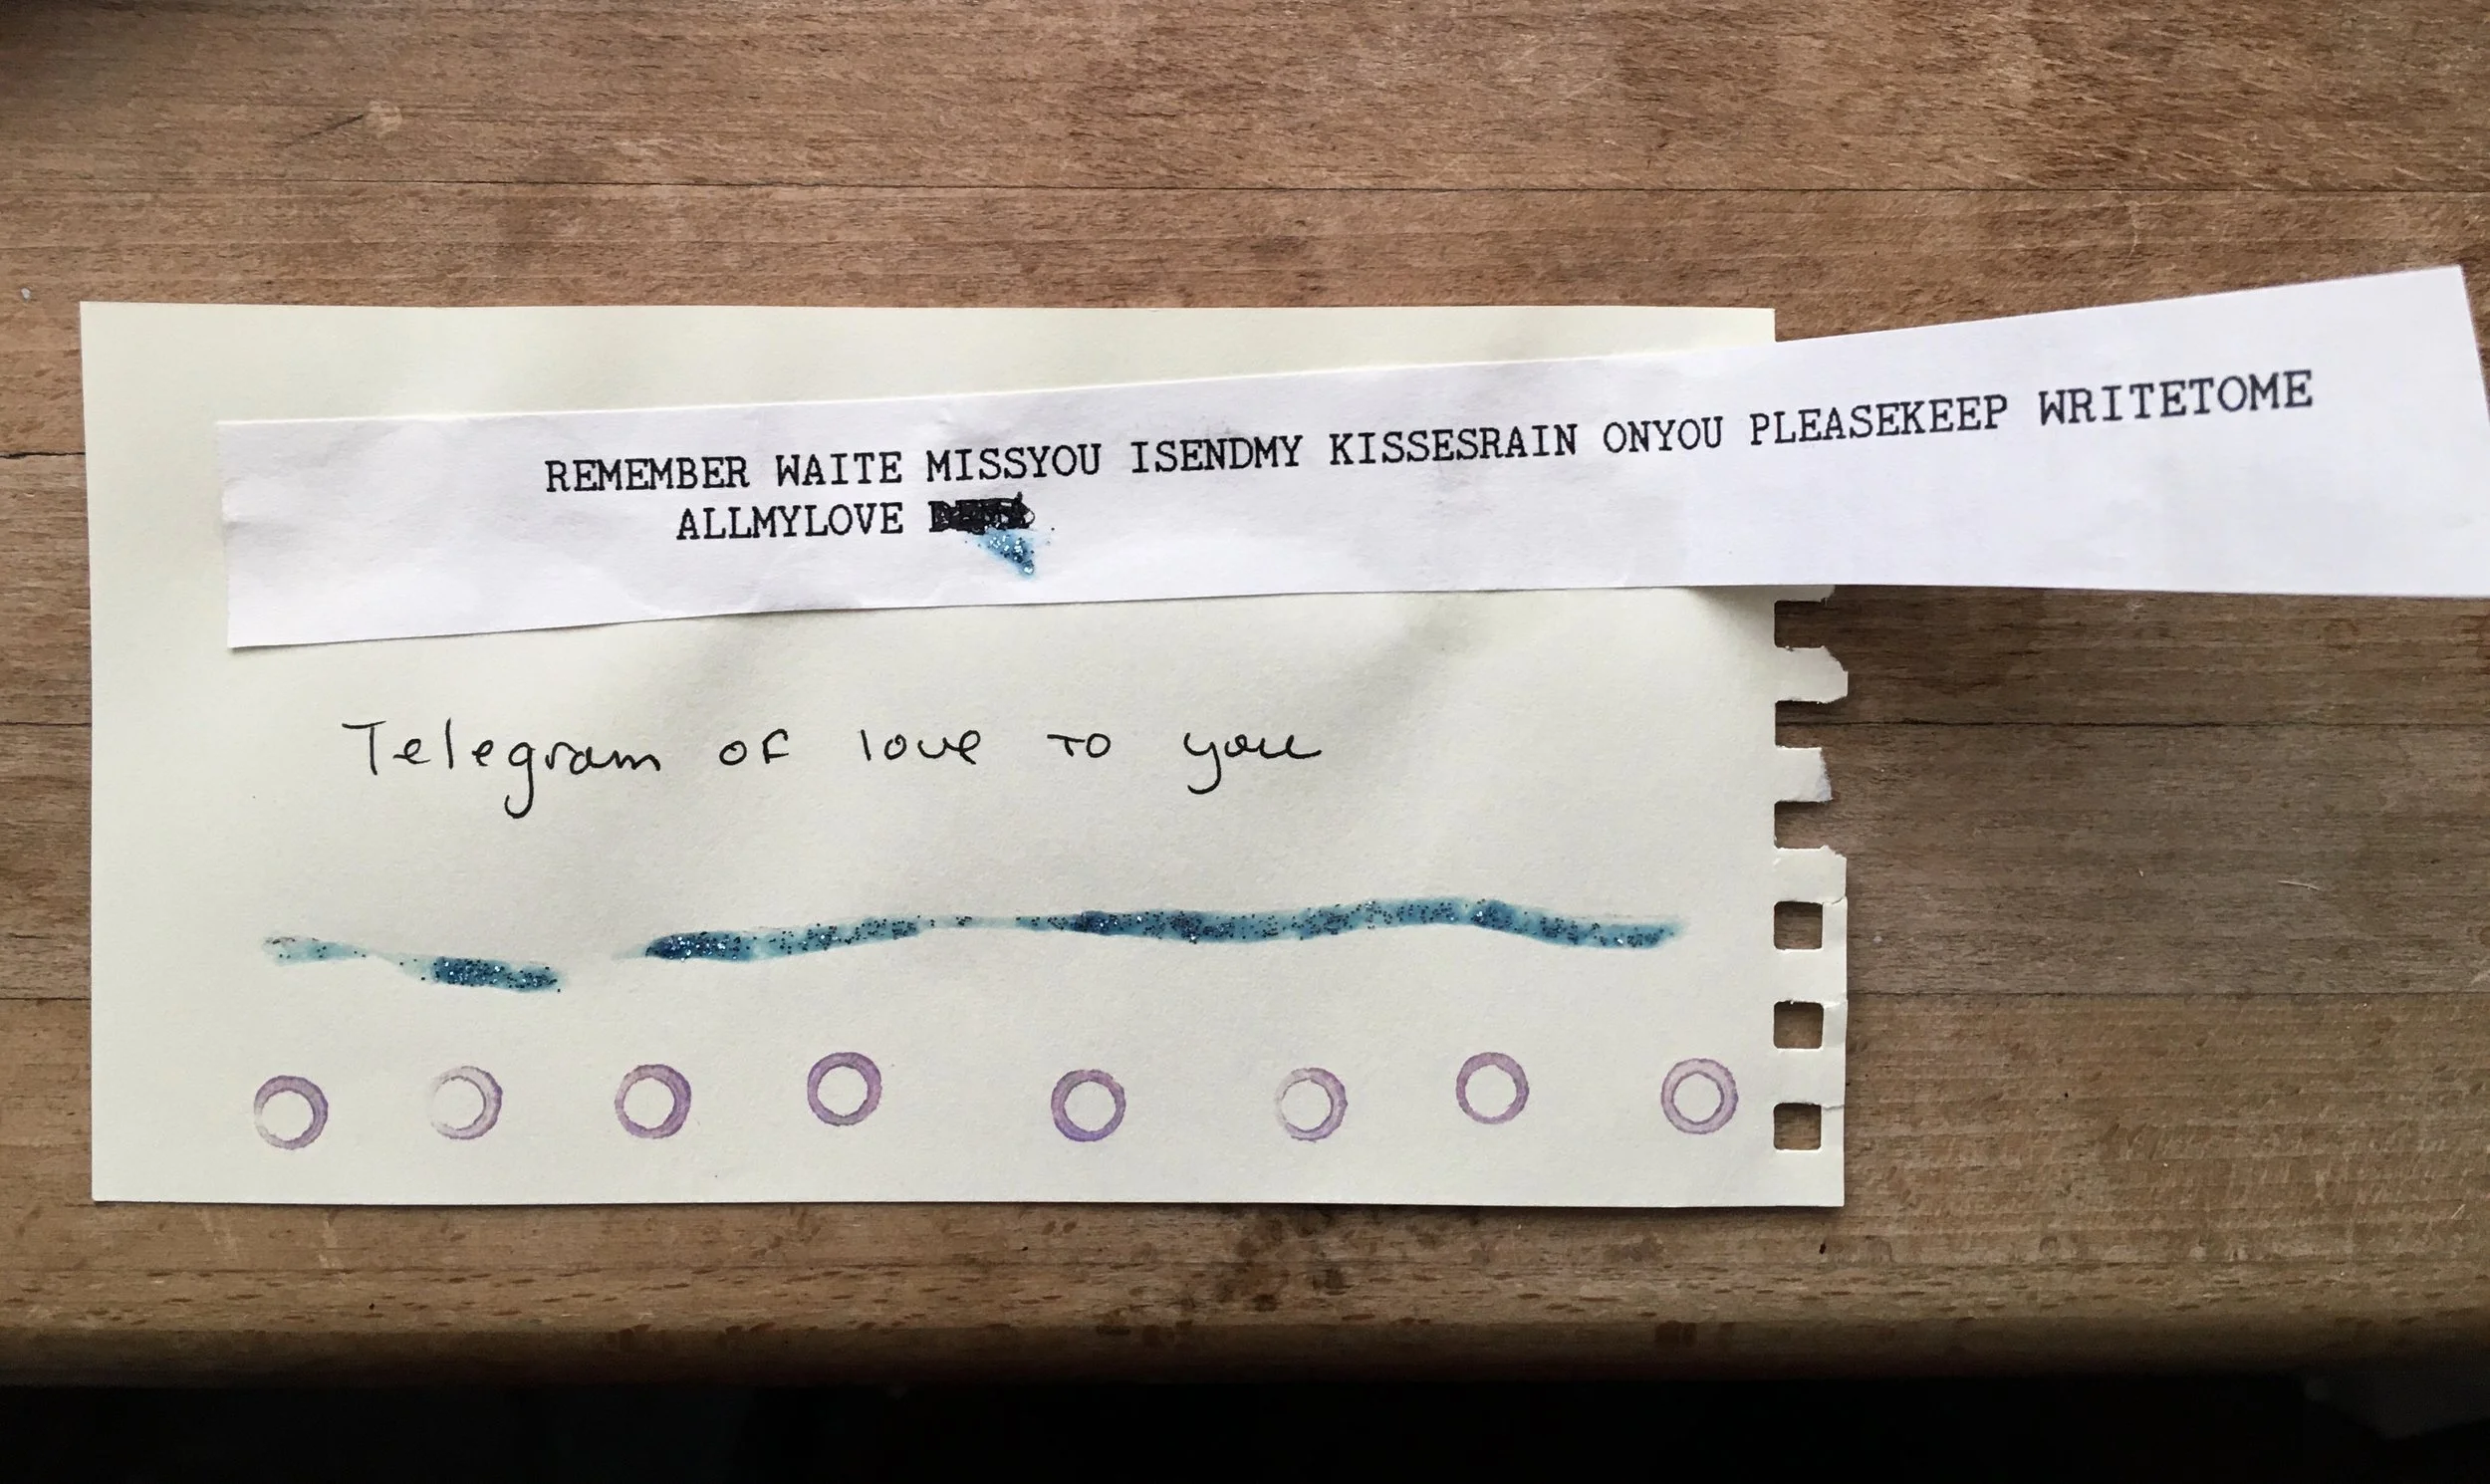 REMEMBER WAITE MISSYOU ISENDMY KISSESRAIN ONYOU PLEASEKEEP WRITETOME
ALLMYLOVE
Telegram of love to you